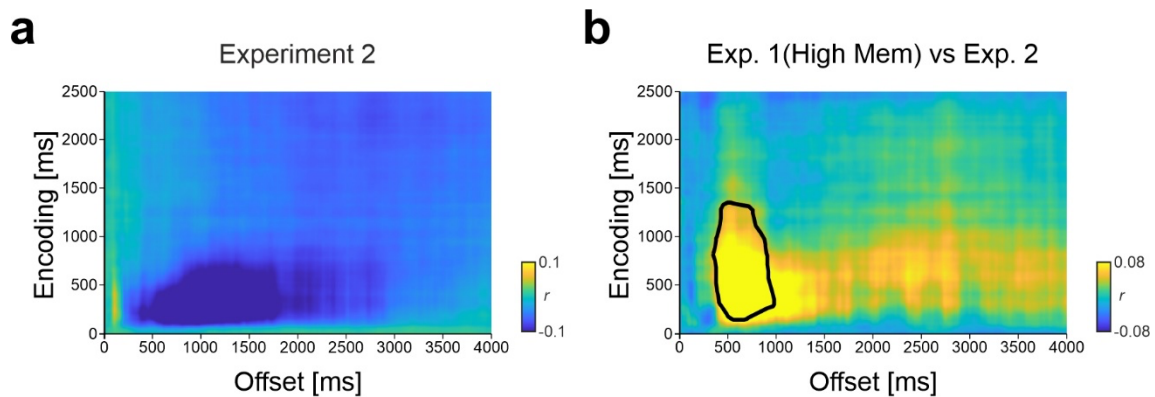 a
Experiment 2
Encoding [ms]
2500
2000
1500
1000
500
0
0 500 1000 1500 2000 2500 3000 3500 4000
Offset [ms]
0.1
r
-0.1
b
Exp. 1(High Mem) vs Exp. 2
Encoding [ms]
2500
2000
1500
1000
500
0
0 500 1000 1500 2000 2500 3000 3500 4000
Offset [ms]
0.08
r
-0.08